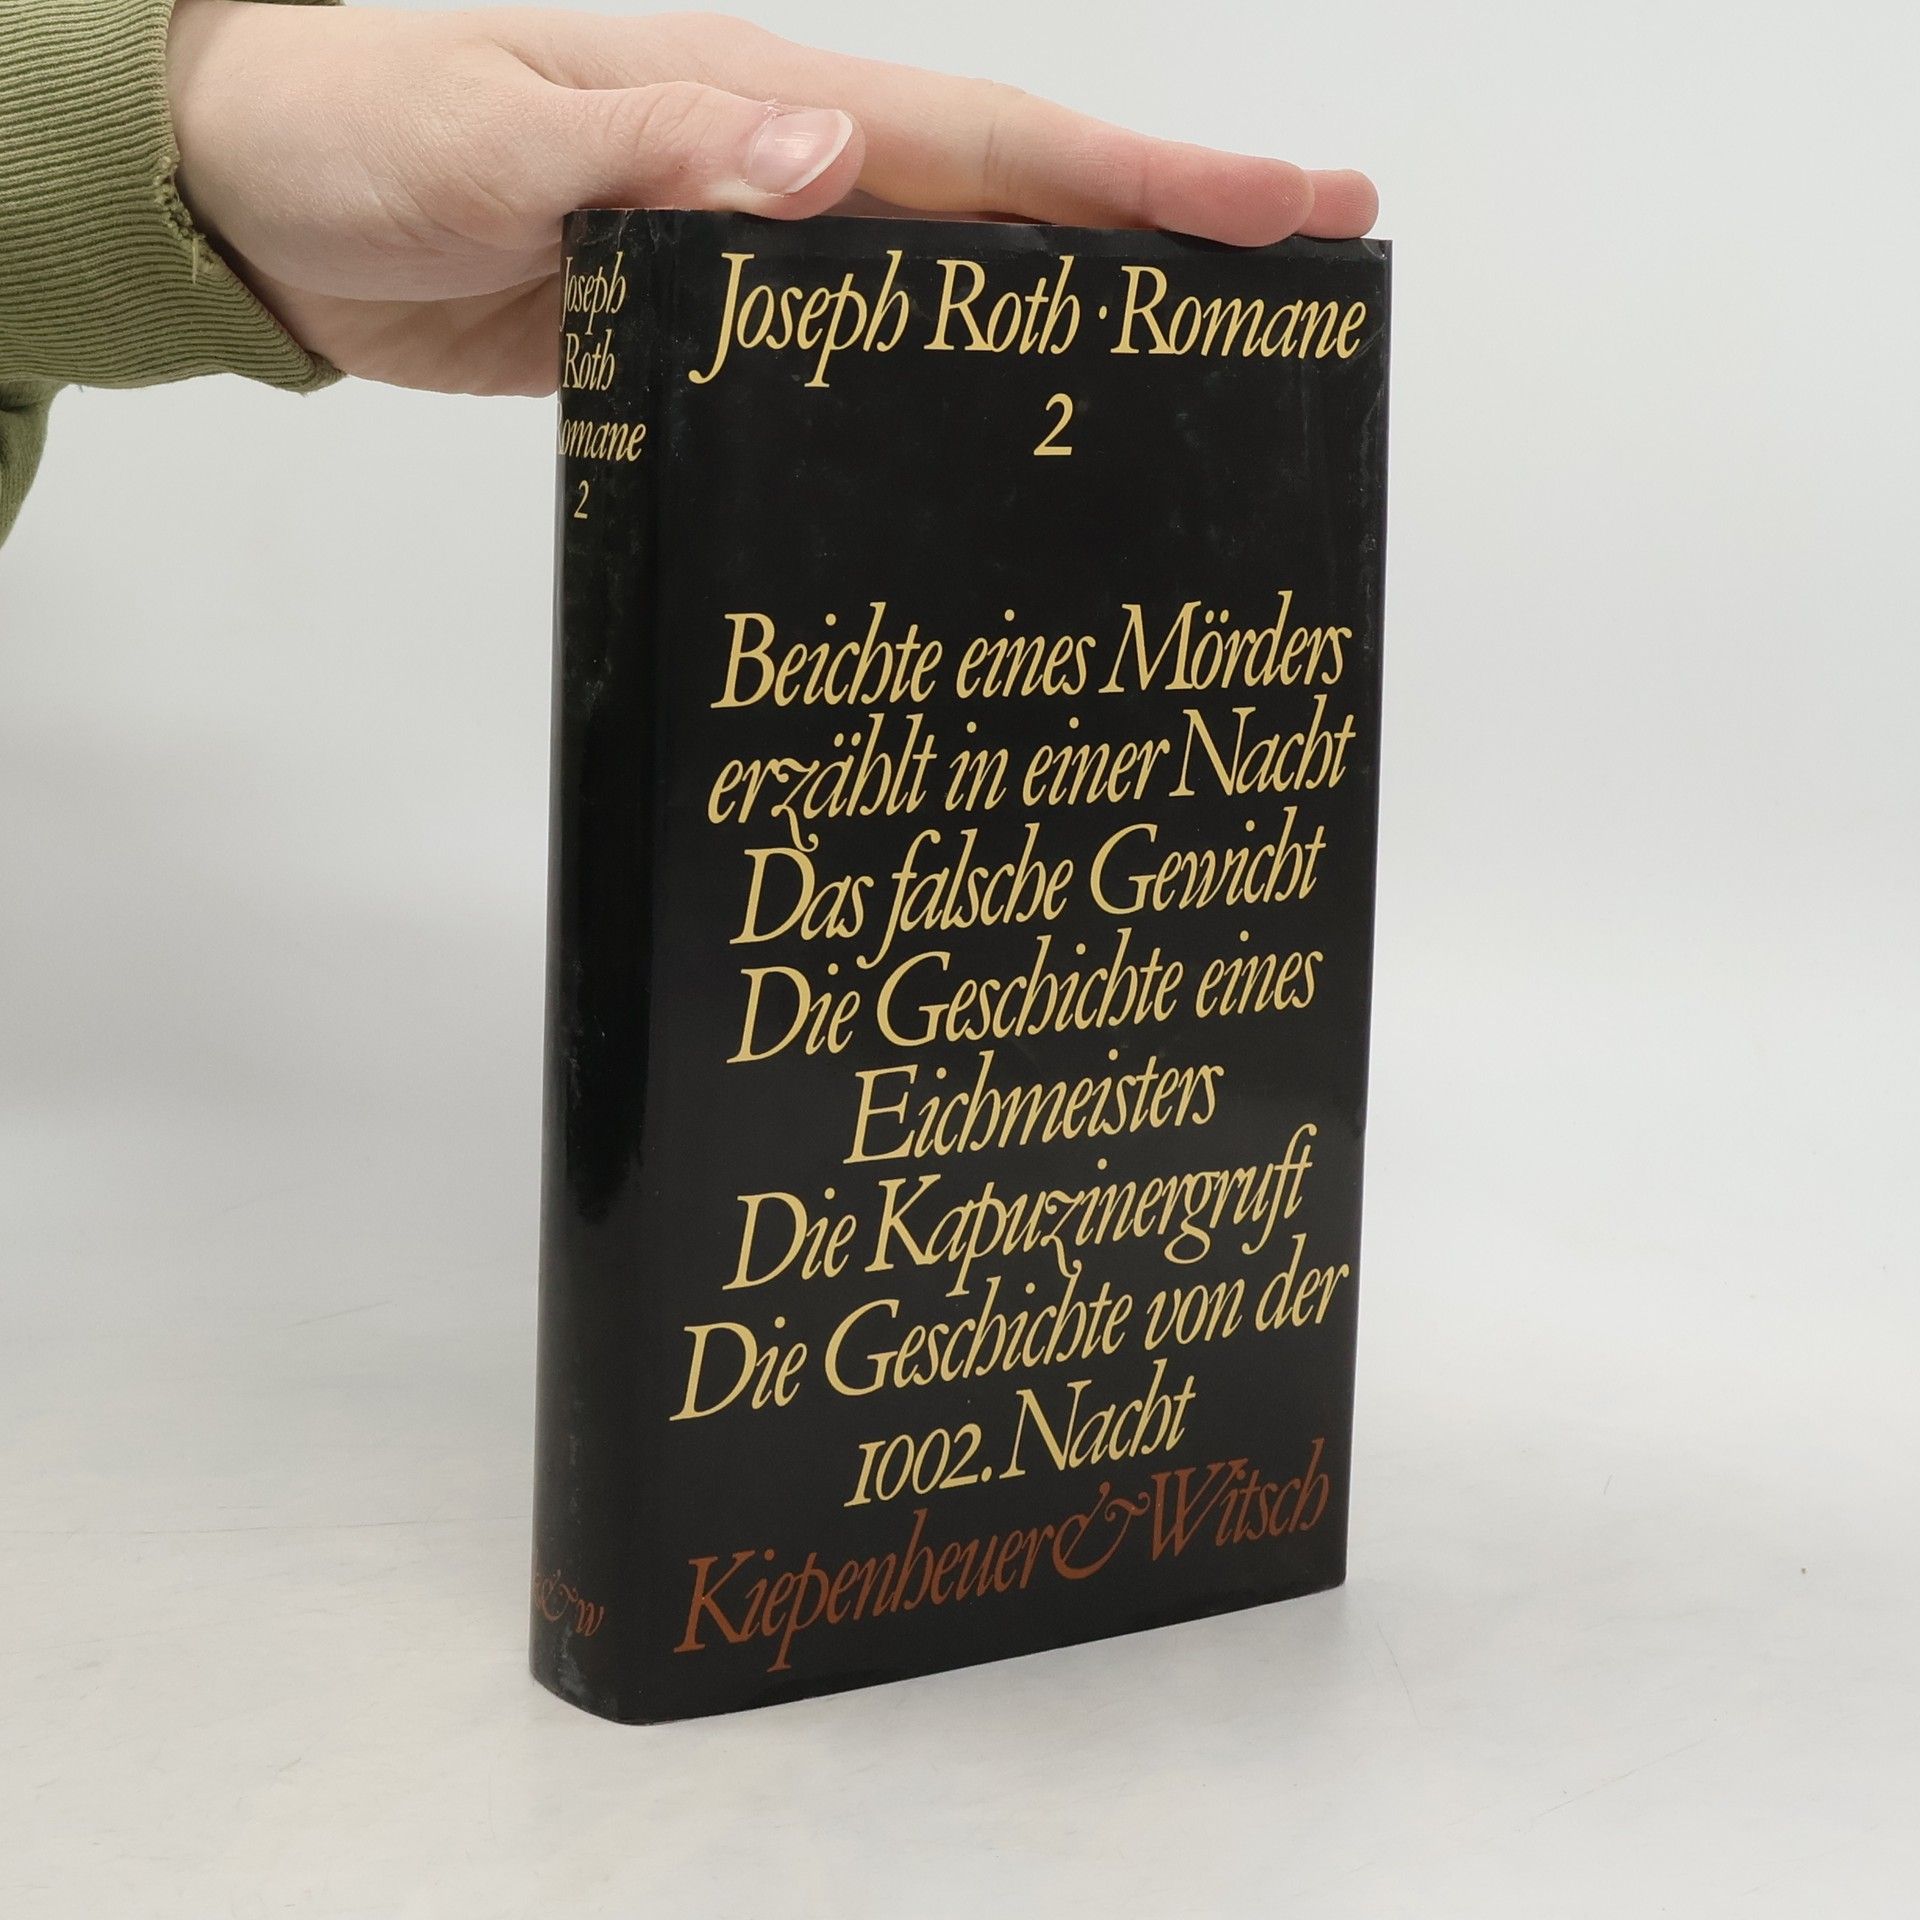 Joseph
Roth
Romane
2
Joseph Roth · Romane
2
Beichte eines Mörders
erzählt in einer Nacht
Das falsche Gewicht
Die Geschichte eines
Eichmeisters
Die Kapuzinergruft
Die Geschichte von der
1002. Nacht
Kiepenheuer & Witsch
k&w